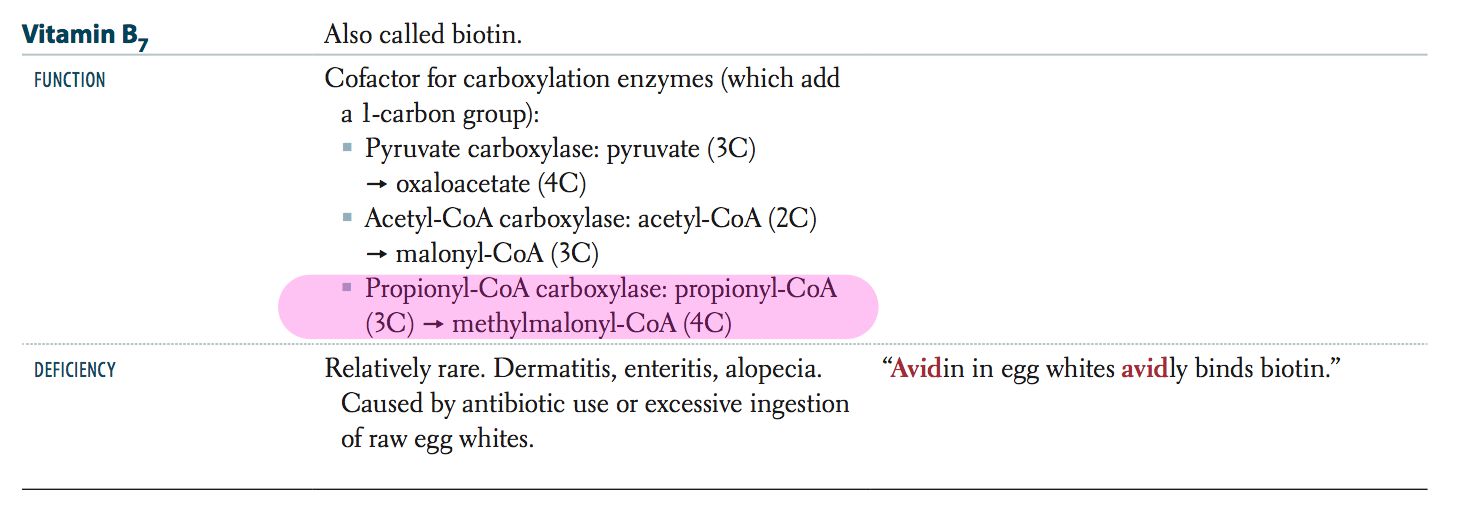 Vitamin B7 Also called biotin.
FUNCTION Cofactor for carboxylation enzymes (which add
a 1-carbon group):
▪ Pyruvate carboxylase: pyruvate (3C)
→ oxaloacetate (4C)
▪ Acetyl-CoA carboxylase: acetyl-CoA (2C)
→ malonyl-CoA (3C)
▪ Propionyl-CoA carboxylase: propionyl-CoA
(3C) → methylmalonyl-CoA (4C)
DEFICIENCY Relatively rare. Dermatitis, enteritis, alopecia. “Avidin in egg whites avidly binds biotin.”
Caused by antibiotic use or excessive ingestion
of raw egg whites.